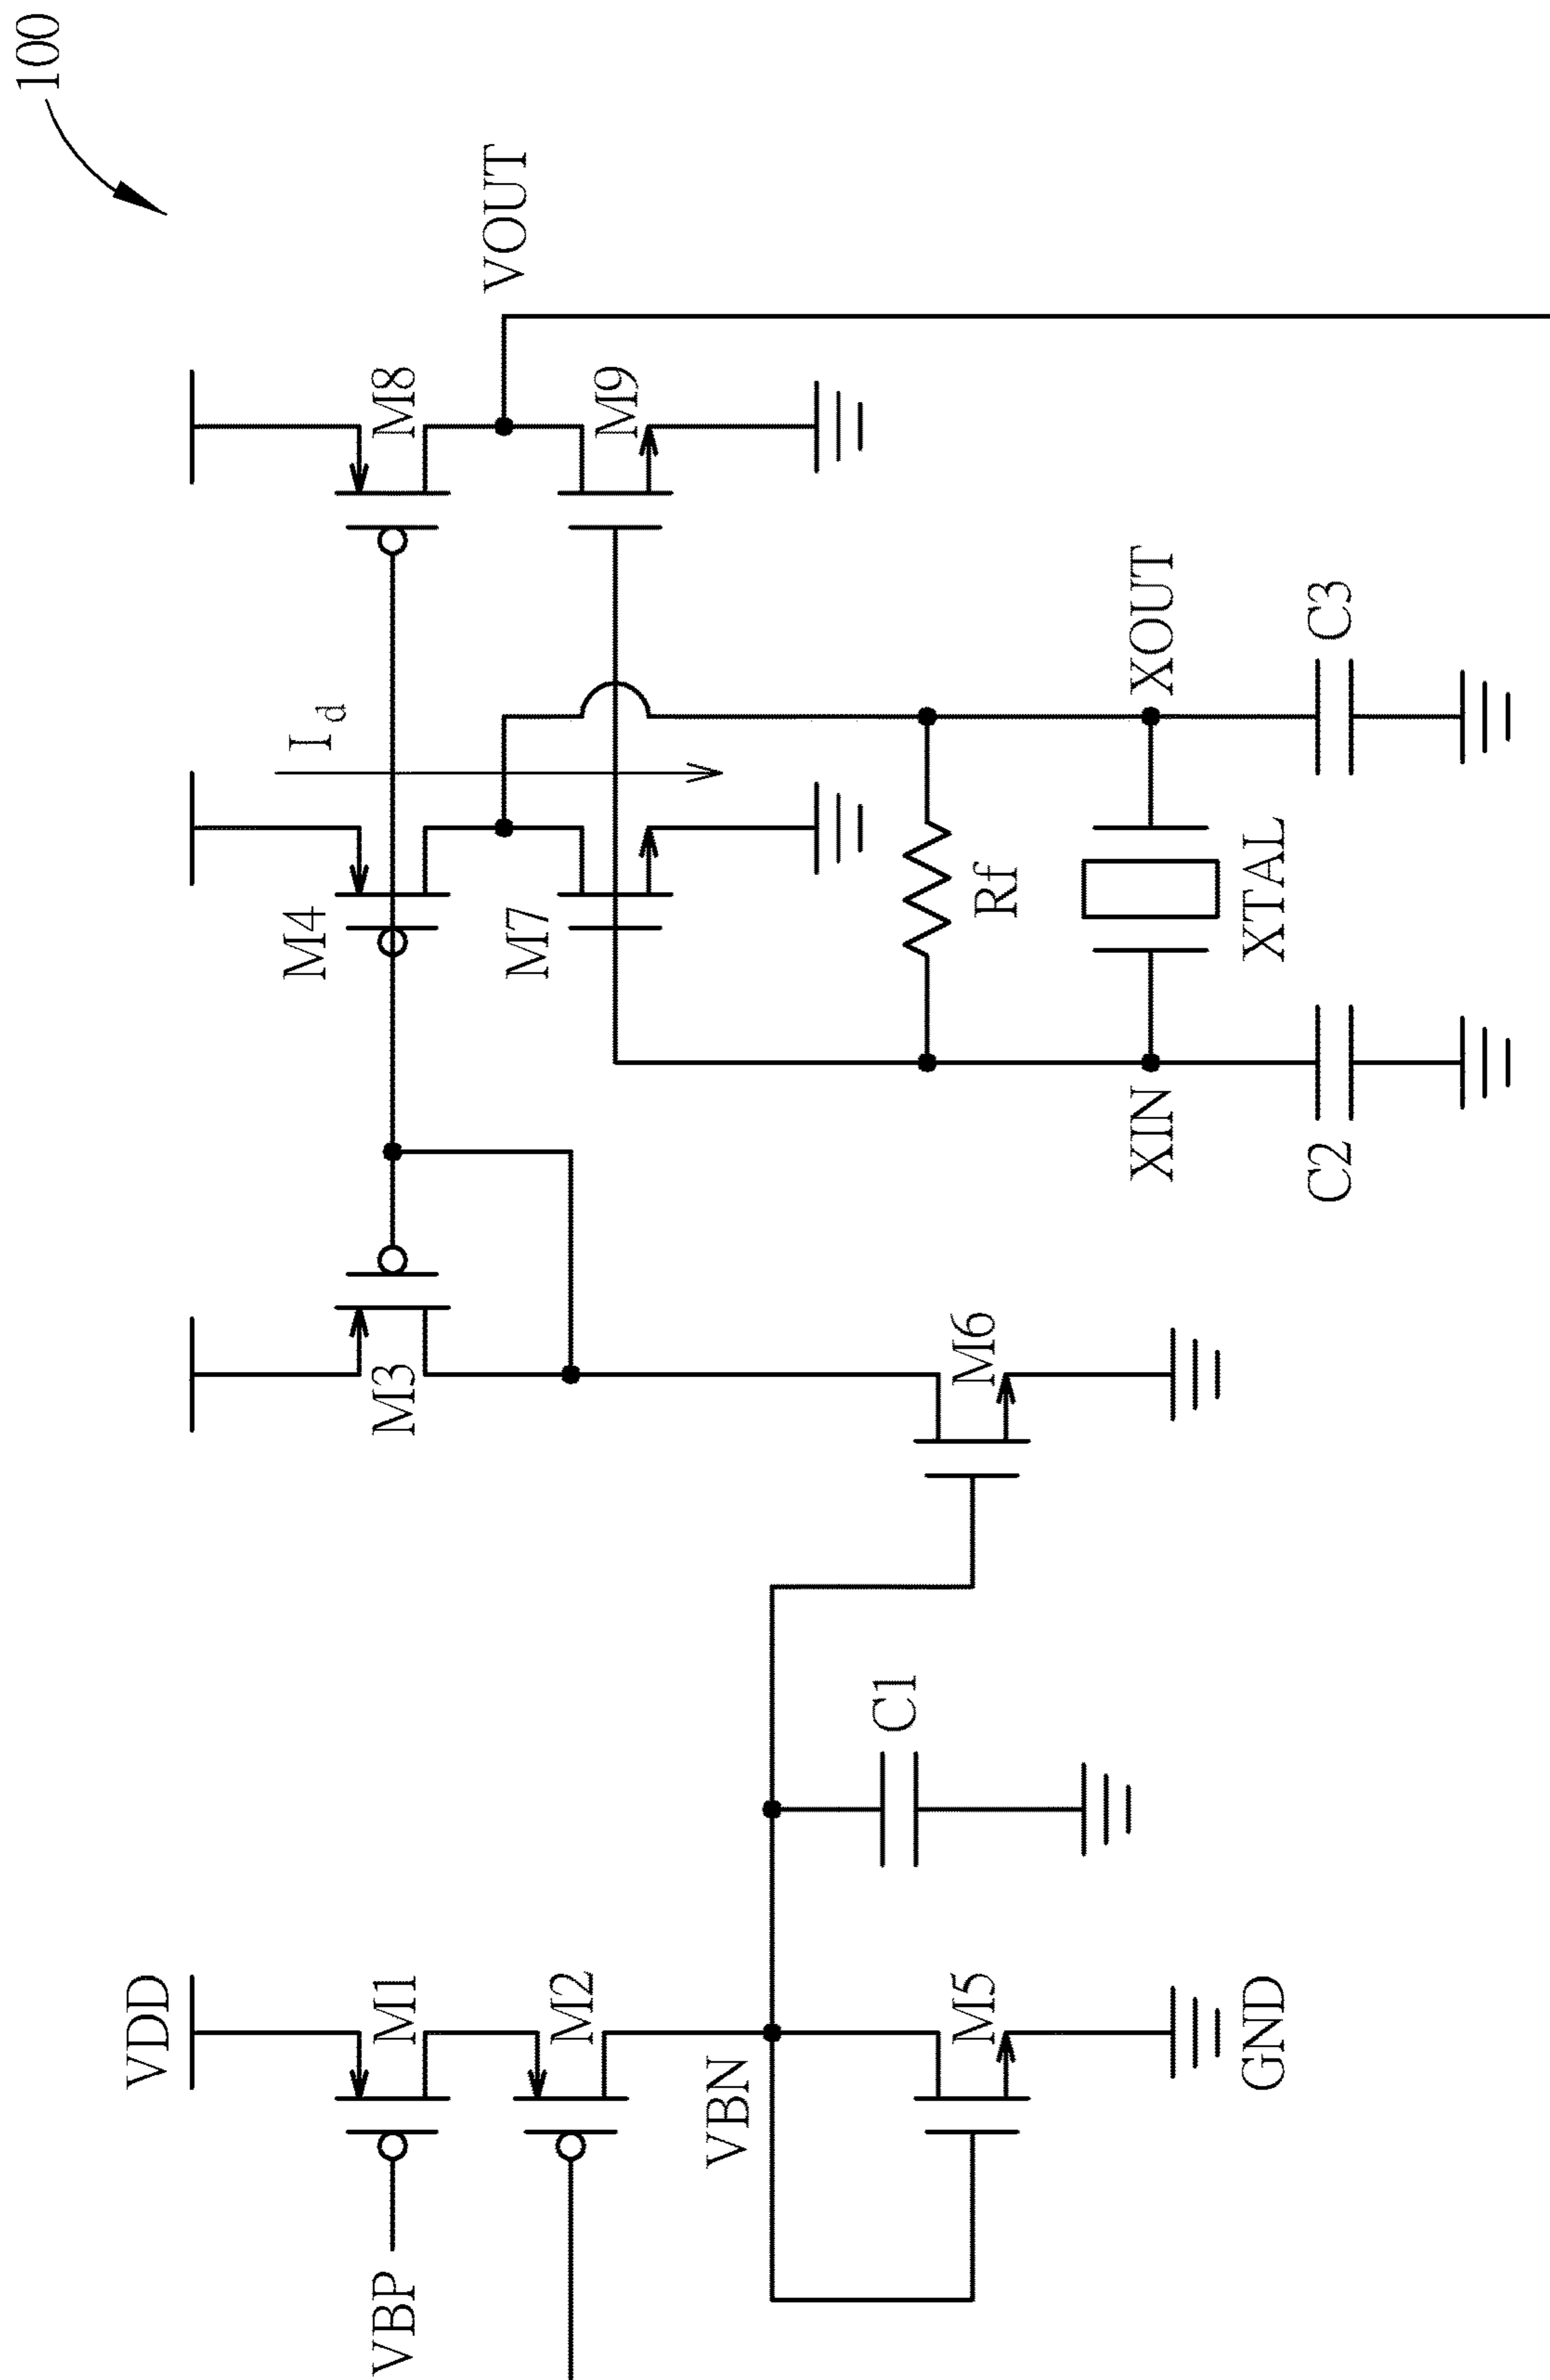 100
VDD
VBP
M1
M2
VBN
M5
GND
C1
M3
M6
M4
I_d
M7
M8
M9
VOUT
Rf
XIN
XTAL
XOUT
C2
C3